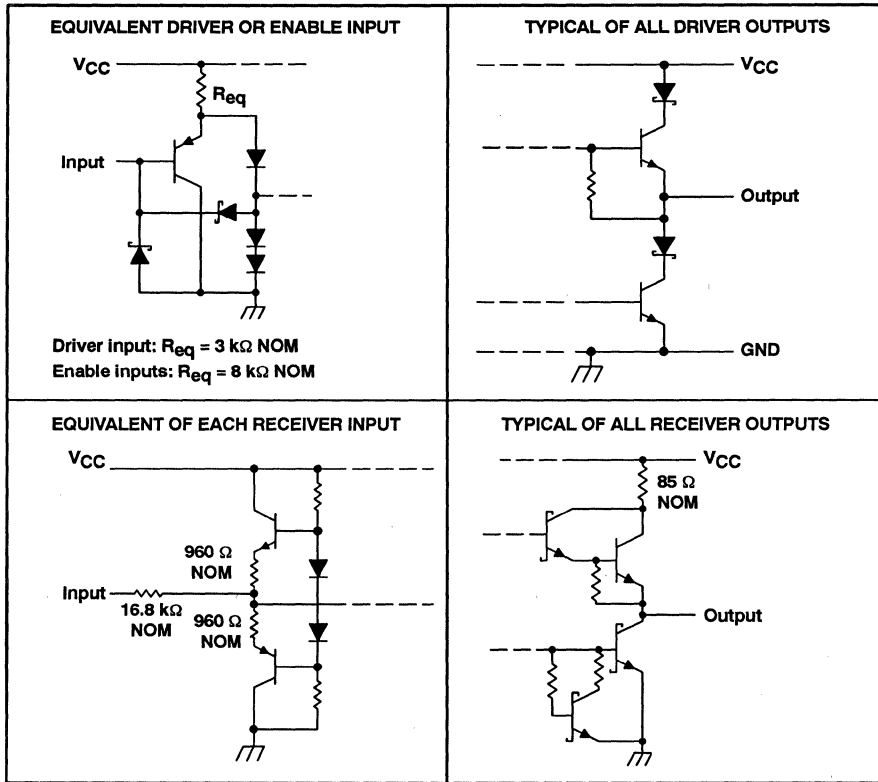 EQUIVALENT DRIVER OR ENABLE INPUT
VCC
Req
Input
Driver input: Req = 3 kΩ NOM
Enable inputs: Req = 8 kΩ NOM
TYPICAL OF ALL DRIVER OUTPUTS
VCC
Output
GND
EQUIVALENT OF EACH RECEIVER INPUT
VCC
960 Ω
NOM
Input
16.8 kΩ
NOM
960 Ω
NOM
TYPICAL OF ALL RECEIVER OUTPUTS
VCC
85 Ω
NOM
Output